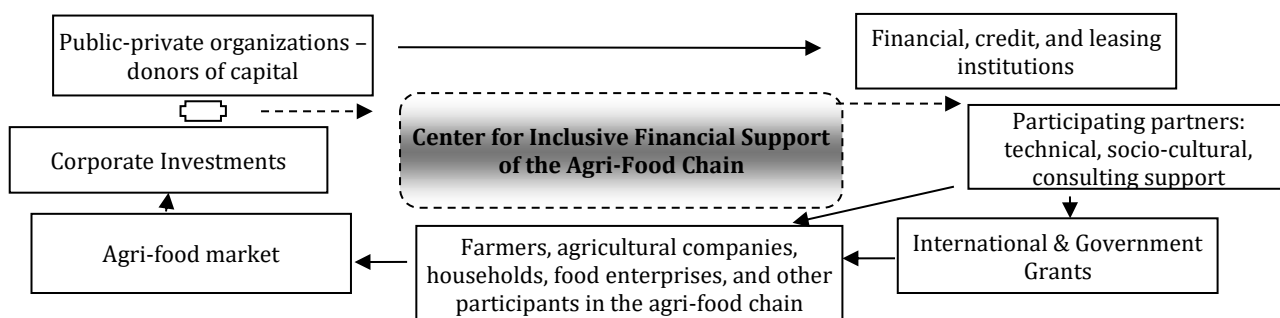 Public-private organizations –
donors of capital
Financial, credit, and leasing
institutions
Center for Inclusive Financial Support
of the Agri-Food Chain
Participating partners:
technical, socio-cultural,
consulting support
Corporate Investments
Agri-food market
Farmers, agricultural companies,
households, food enterprises, and other
participants in the agri-food chain
International & Government
Grants